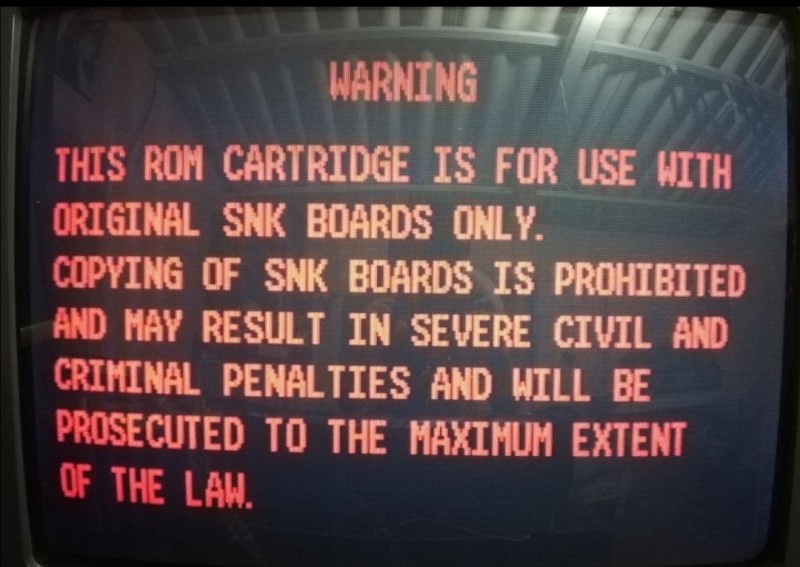 WARNING
THIS ROM CARTRIDGE IS FOR USE WITH
ORIGINAL SNK BOARDS ONLY.
COPYING OF SNK BOARDS IS PROHIBITED
AND MAY RESULT IN SEVERE CIVIL AND
CRIMINAL PENALTIES AND WILL BE
PROSECUTED TO THE MAXIMUM EXTENT
OF THE LAW.